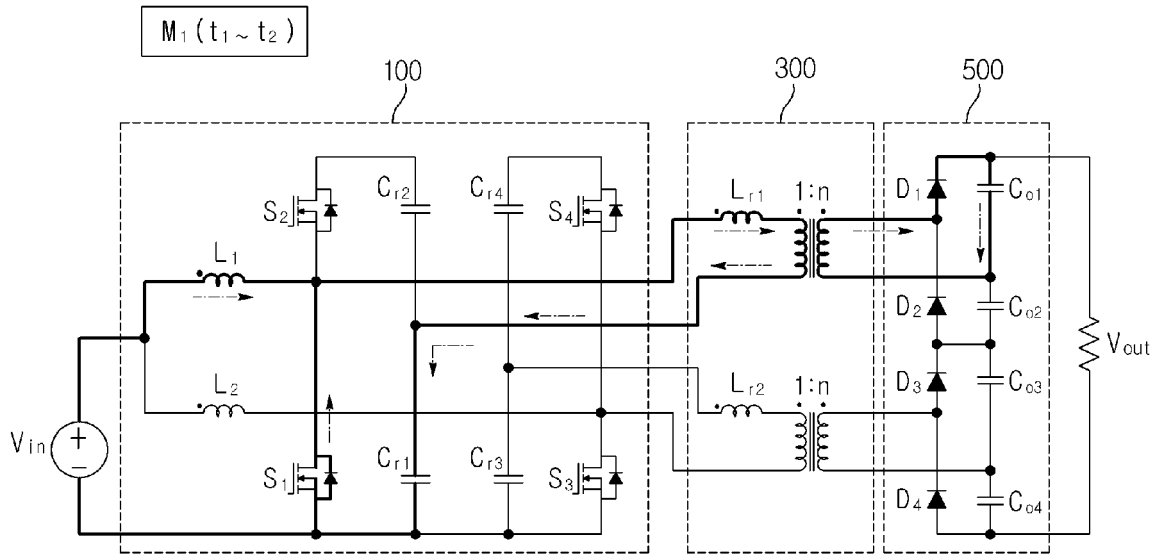 M₁(t₁~t₂)
100
300
500
Cr2
Cr4
Lr1
1:n
D₁
Co1
S₂
S₄
L₁
D₂
Co2
Vout
L₂
Lr2
1:n
D₃
Co3
Vin
+
−
S₁
Cr1
Cr3
S₃
D₄
Co4